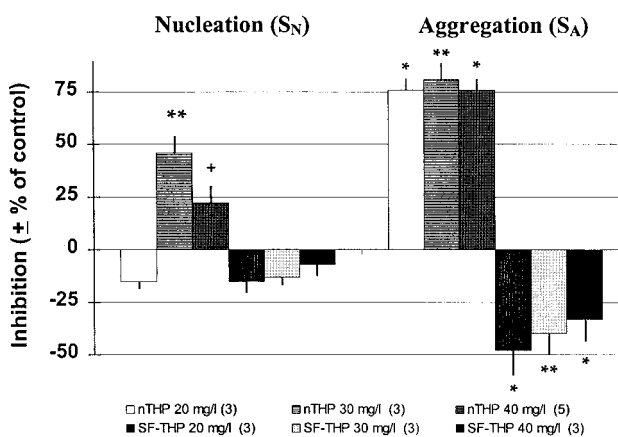 Nucleation (S_N) Aggregation (S_A)
* ** *
75
**
50
+
25
0
-25
-50
* ** *
Inhibition (± % of control)
nTHP 20 mg/l (3) nTHP 30 mg/l (3) nTHP 40 mg/l (5)
SF-THP 20 mg/l (3) SF-THP 30 mg/l (3) SF-THP 40 mg/l (3)